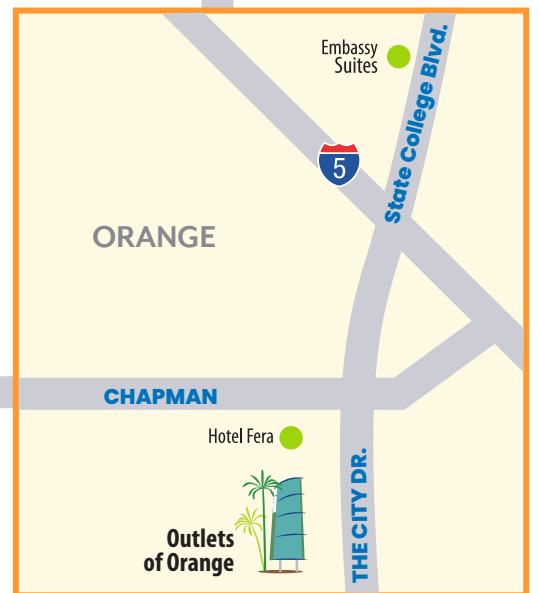 Embassy
Suites
State College Blvd.
5
ORANGE
CHAPMAN
Hotel Fera
THE CITY DR.
Outlets
of Orange